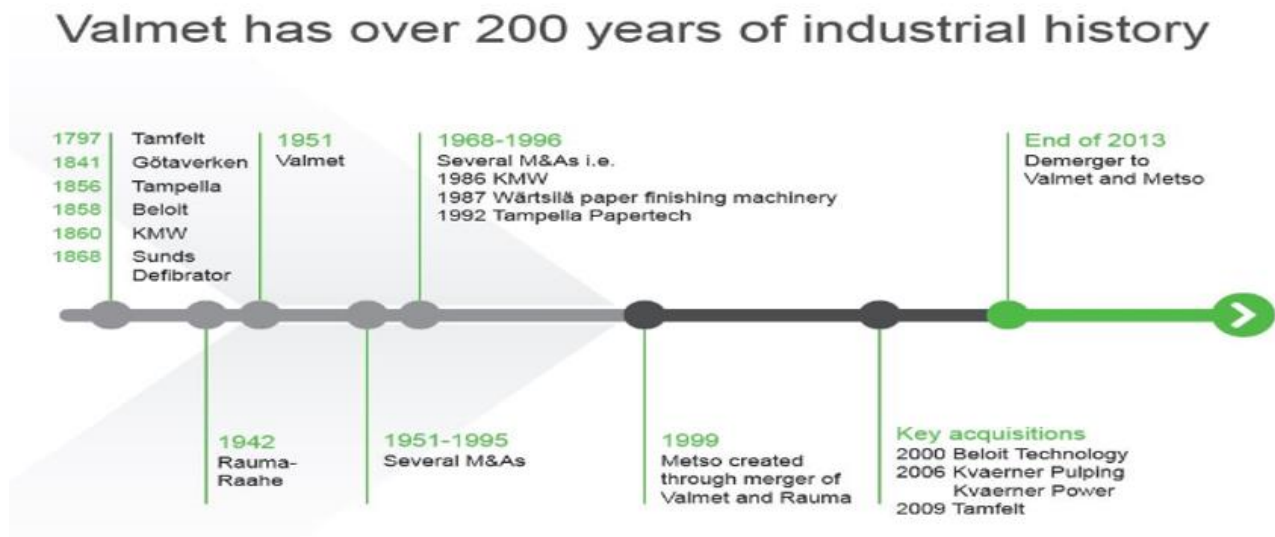 Valmet has over 200 years of industrial history
1797 Tamfelt
1841 Götaverken
1856 Tampella
1858 Beloit
1860 KMW
1868 Sunds
Defibrator
1951
Valmet
1968-1996
Several M&As i.e.
1986 KMW
1987 Wärtsilä paper finishing machinery
1992 Tampella Papertech
End of 2013
Demerger to
Valmet and Metso
1942
Rauma-
Raahe
1951-1995
Several M&As
1999
Metso created
through merger of
Valmet and Rauma
Key acquisitions
2000 Beloit Technology
2006 Kvaerner Pulping
Kvaerner Power
2009 Tamfelt